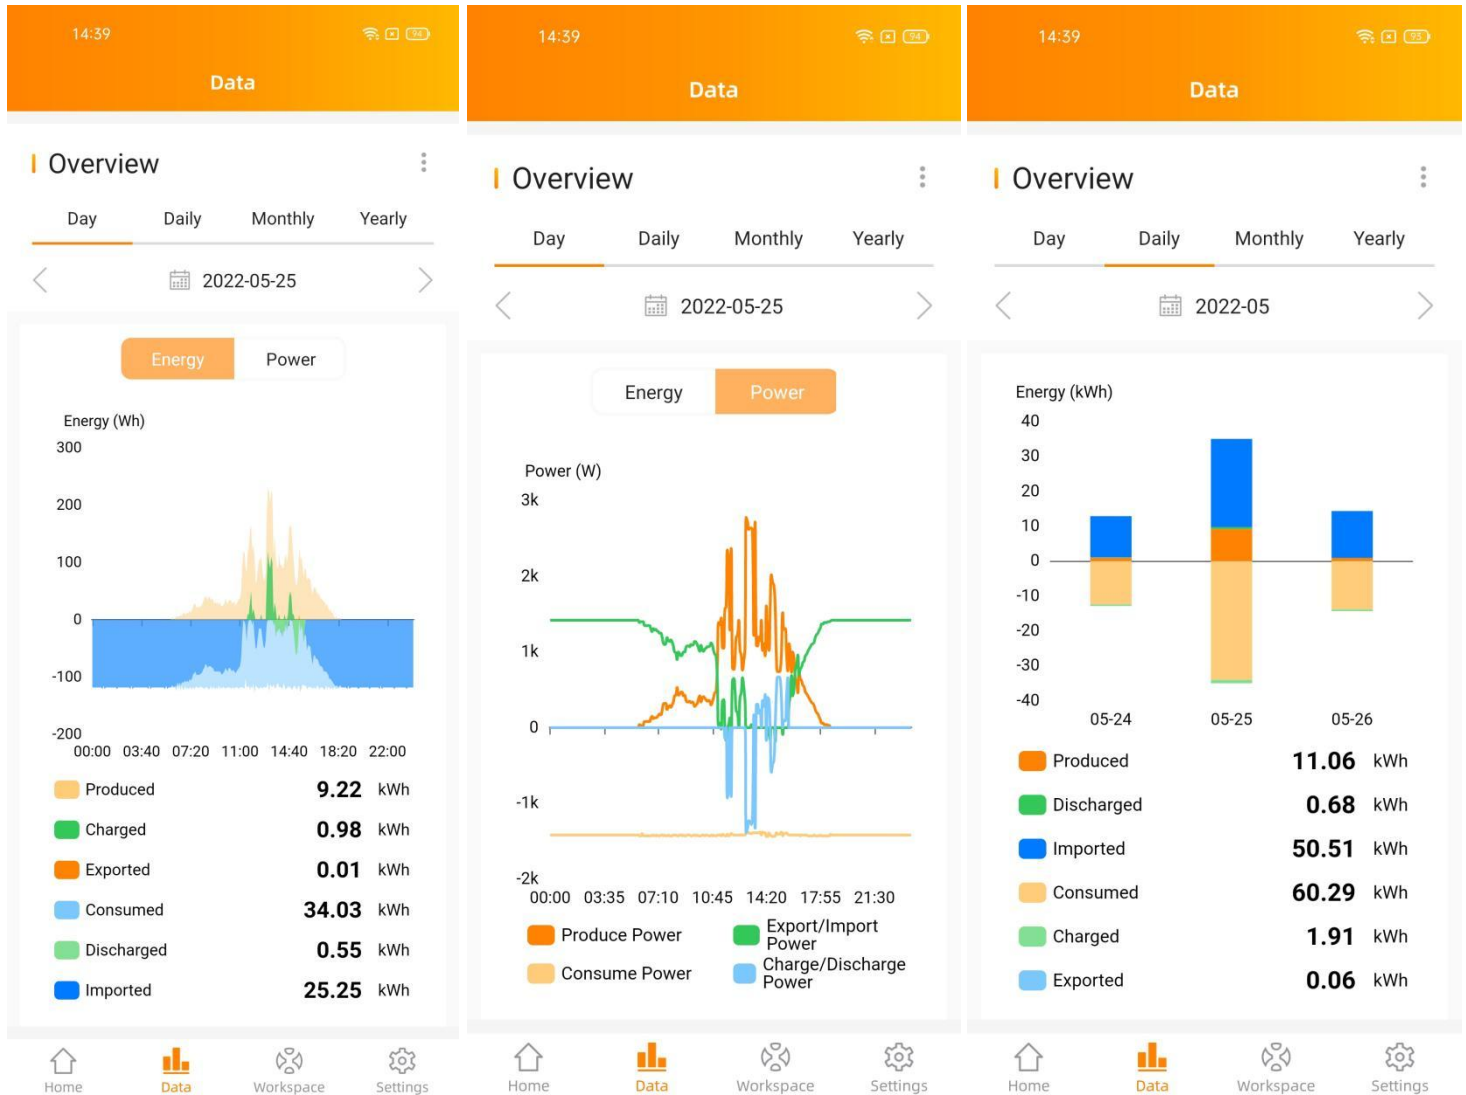 14:39
94
Data
Overview
Day Daily Monthly Yearly
2022-05-25
Energy Power
Energy (Wh)
300
200
100
0
-100
-200
00:00 03:40 07:20 11:00 14:40 18:20 22:00
Produced 9.22 kWh
Charged 0.98 kWh
Exported 0.01 kWh
Consumed 34.03 kWh
Discharged 0.55 kWh
Imported 25.25 kWh
Home Data Workspace Settings
14:39
94
Data
Overview
Day Daily Monthly Yearly
2022-05-25
Energy Power
Power (W)
3k
2k
1k
0
-1k
-2k
00:00 03:35 07:10 10:45 14:20 17:55 21:30
Produce Power
Export/Import
Power
Consume Power
Charge/Discharge
Power
Home Data Workspace Settings
14:39
93
Data
Overview
Day Daily Monthly Yearly
2022-05
Energy (kWh)
40
30
20
10
0
-10
-20
-30
-40
05-24 05-25 05-26
Produced 11.06 kWh
Discharged 0.68 kWh
Imported 50.51 kWh
Consumed 60.29 kWh
Charged 1.91 kWh
Exported 0.06 kWh
Home Data Workspace Settings